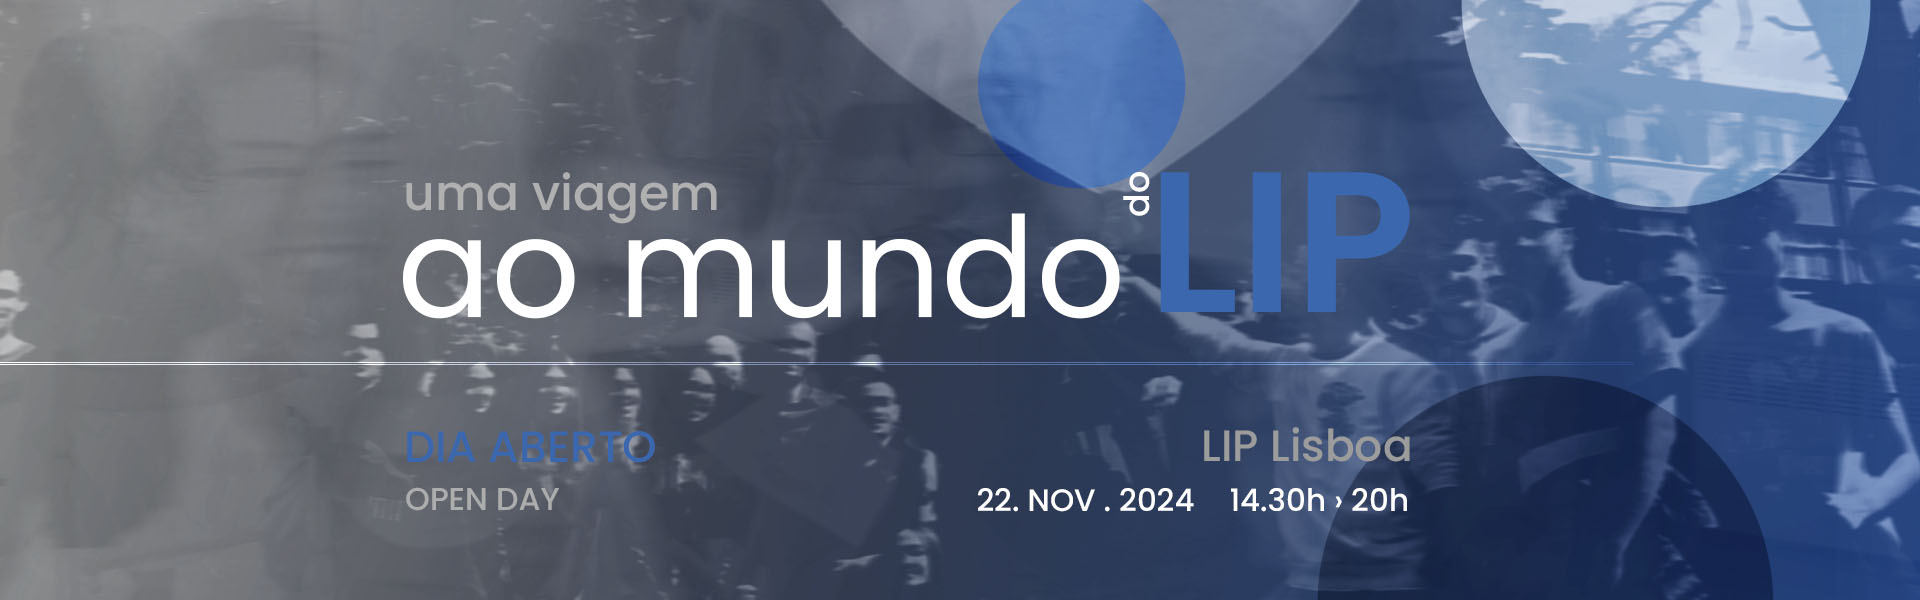 uma viagem
ao mundo do LIP
DIA ABERTO
OPEN DAY
LIP Lisboa
22. NOV . 2024 14.30h › 20h